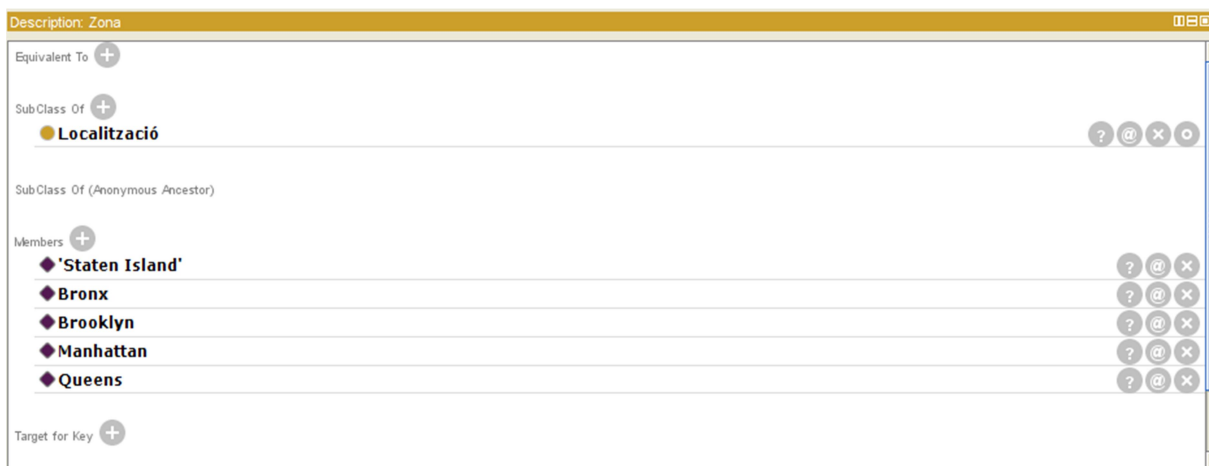 Description: Zona
Equivalent To
SubClass Of
Localització
SubClass Of (Anonymous Ancestor)
Members
'Staten Island'
Bronx
Brooklyn
Manhattan
Queens
Target for Key